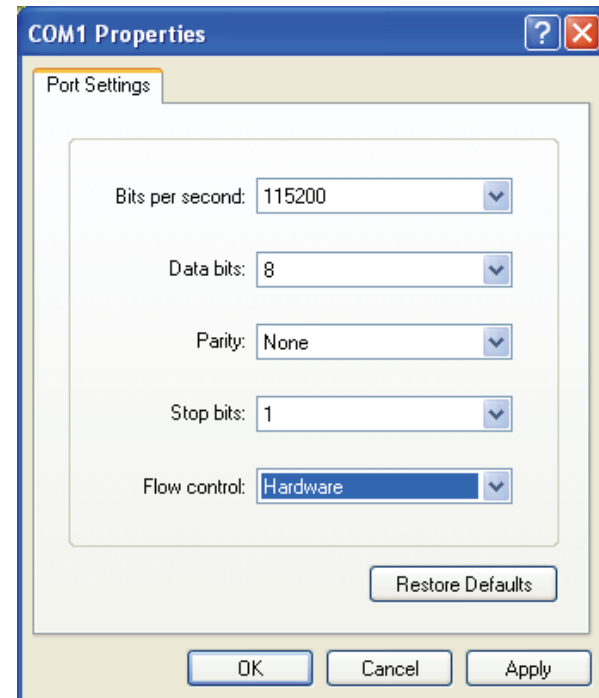 COM1 Properties
Port Settings
Bits per second: 115200
Data bits: 8
Parity: None
Stop bits: 1
Flow control: Hardware
Restore Defaults
OK Cancel Apply